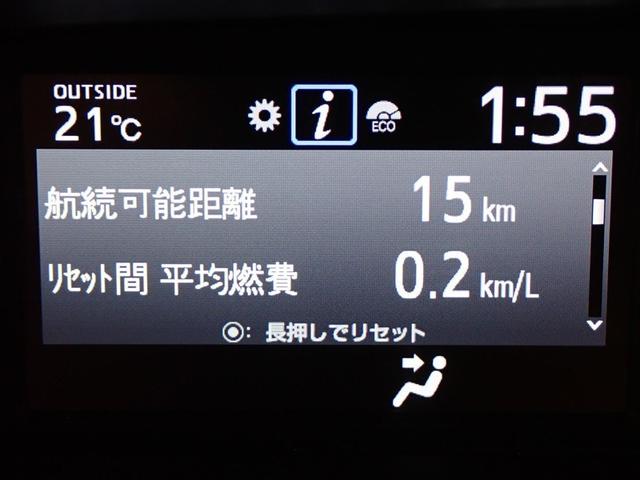 OUTSIDE
21℃
i
ECO
1:55
航続可能距離 15 km
ﾘｾｯﾄ間 平均燃費 0.2 km/L
◉: 長押しでリセット